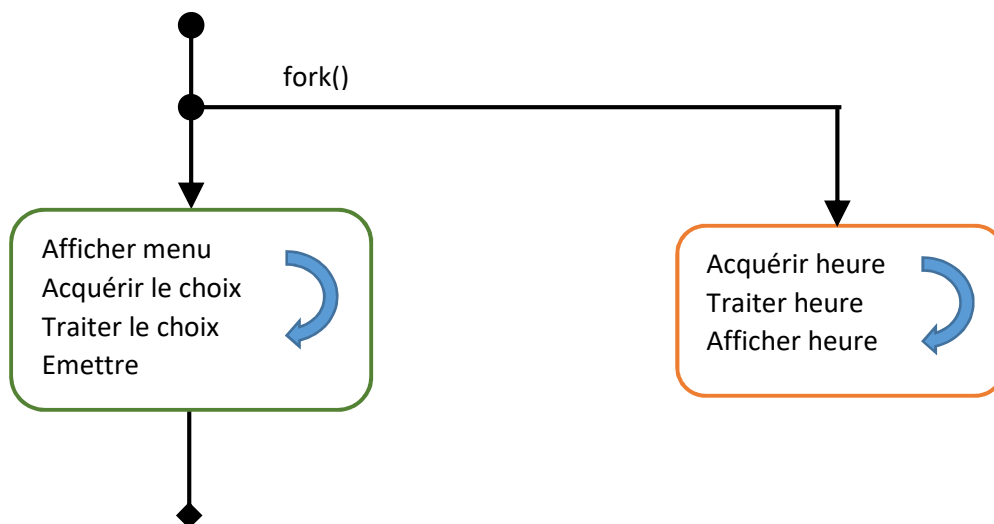 fork()
Afficher menu
Acquérir le choix
Traiter le choix
Emettre
Acquérir heure
Traiter heure
Afficher heure